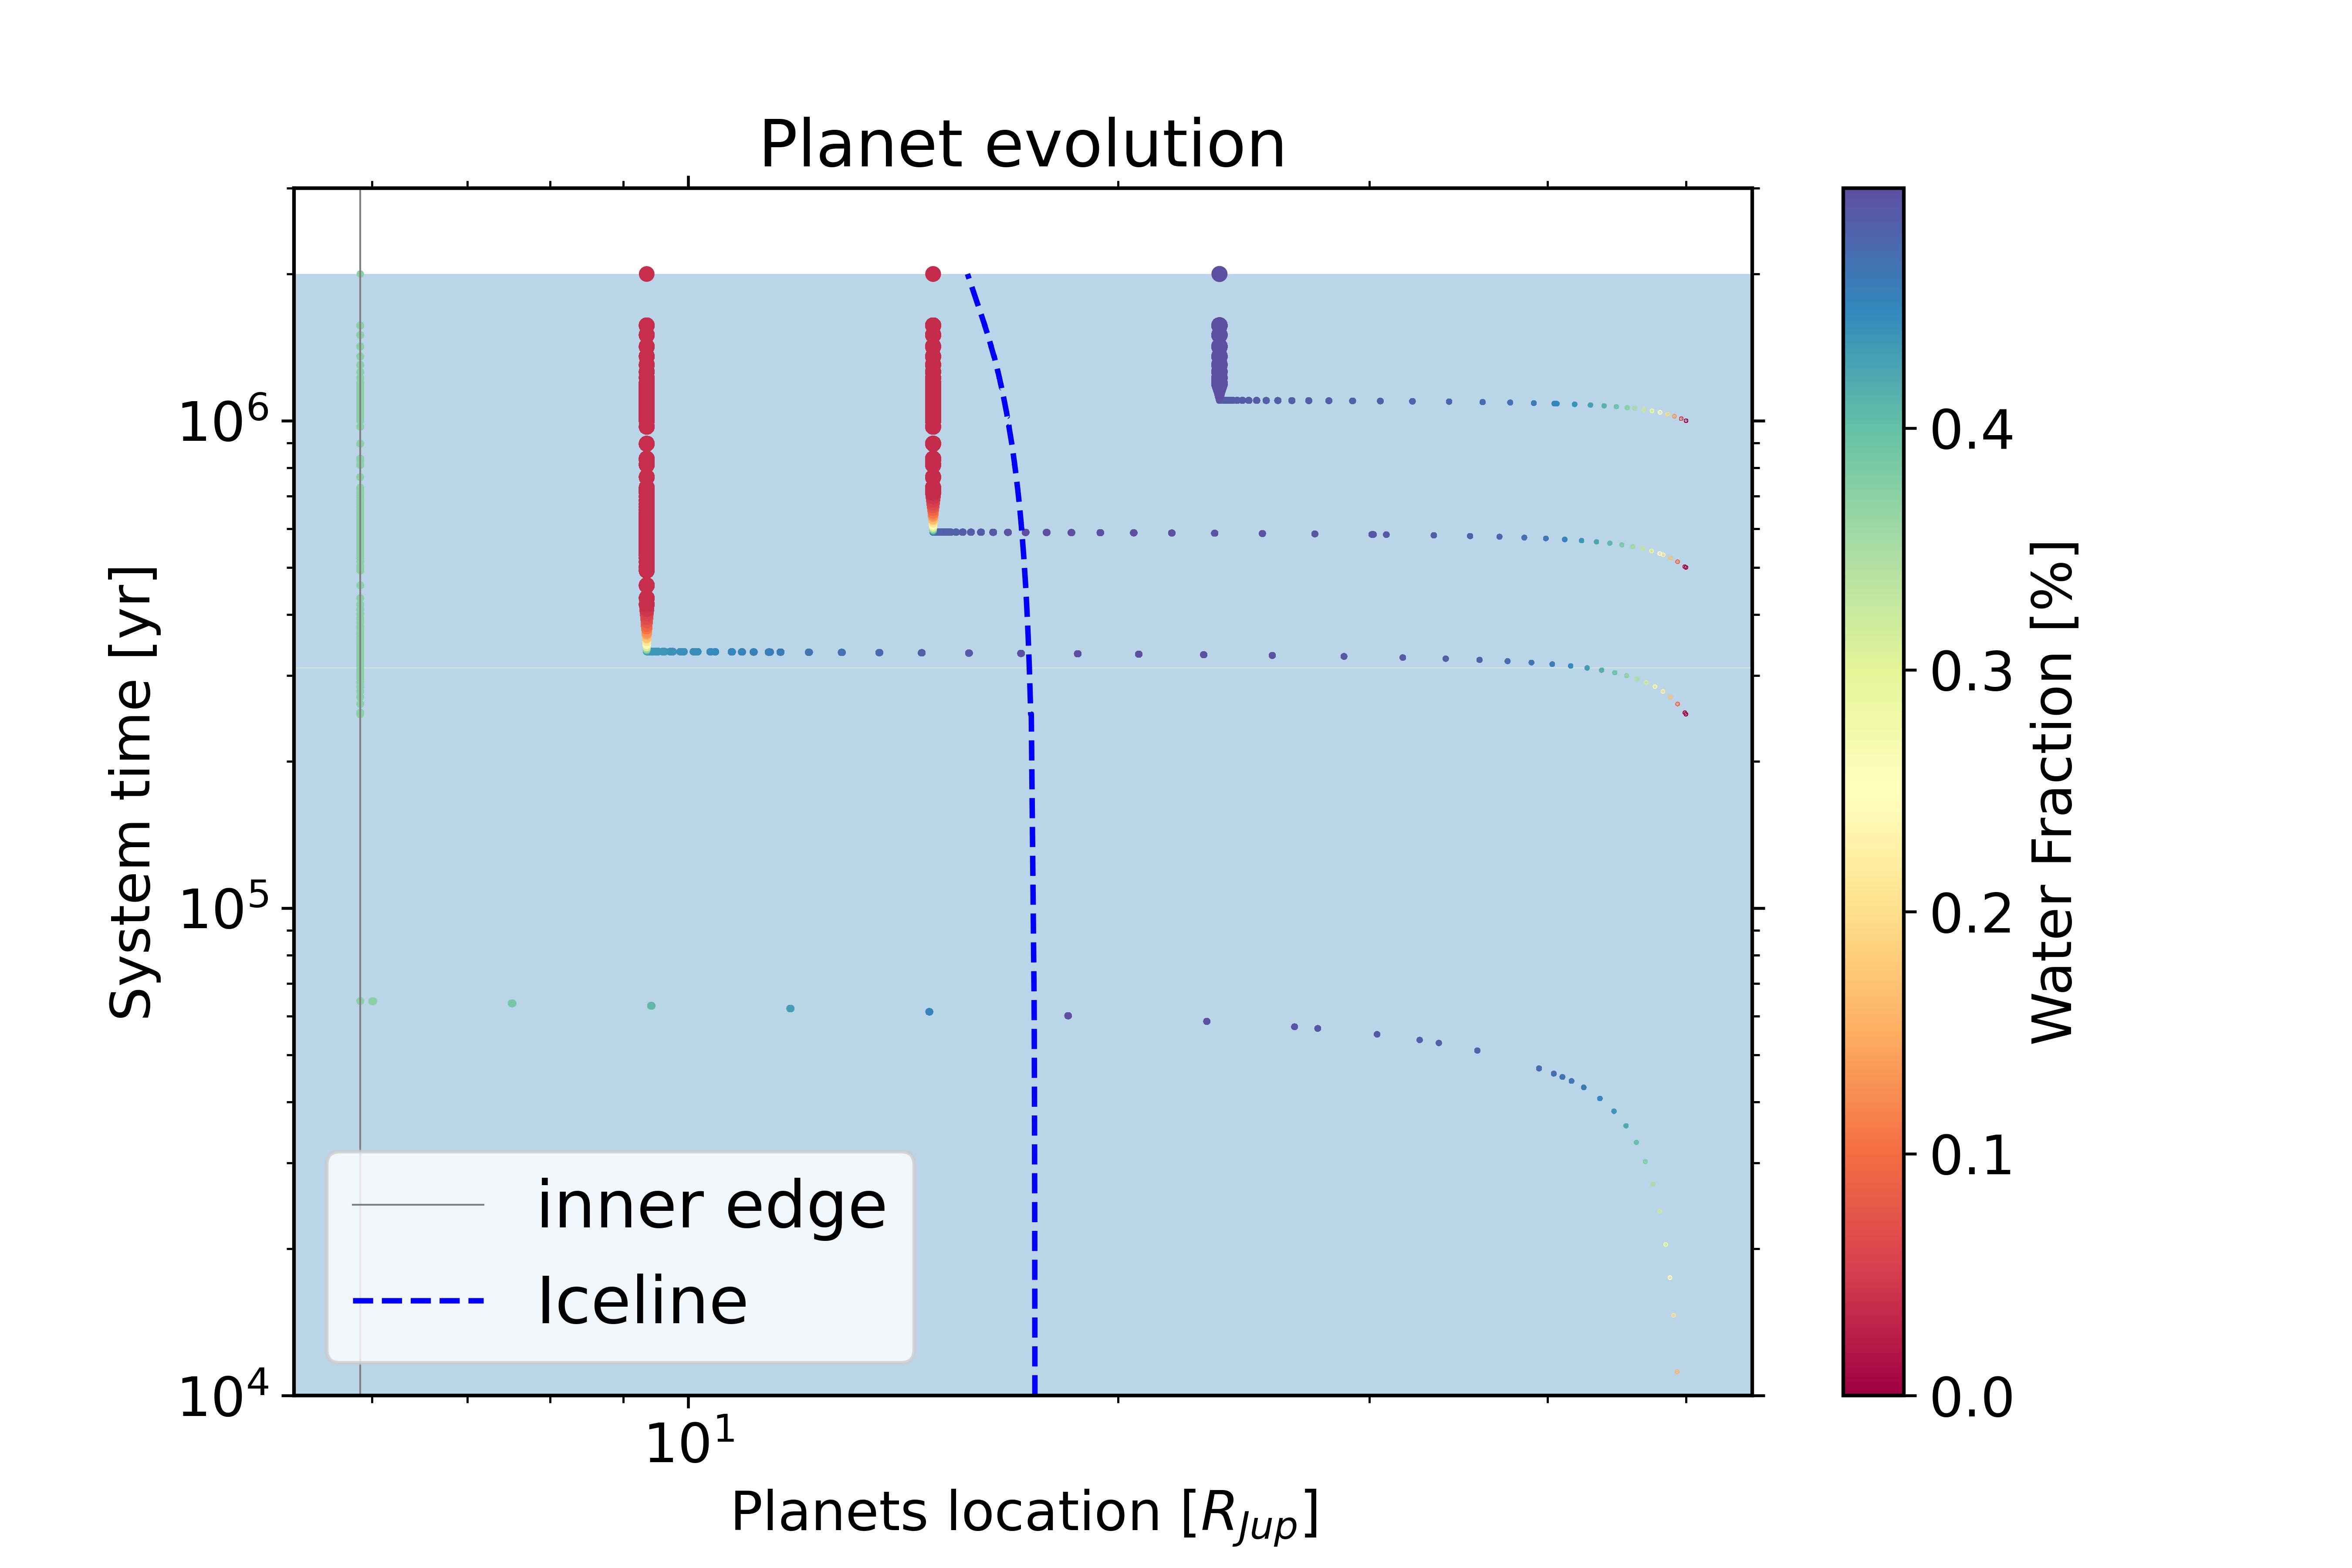 Planet evolution
System time [yr]
10^6
10^5
10^4
10^1
Planets location [R_Jup]
inner edge
Iceline
0.4
0.3
0.2
0.1
0.0
Water Fraction [%]